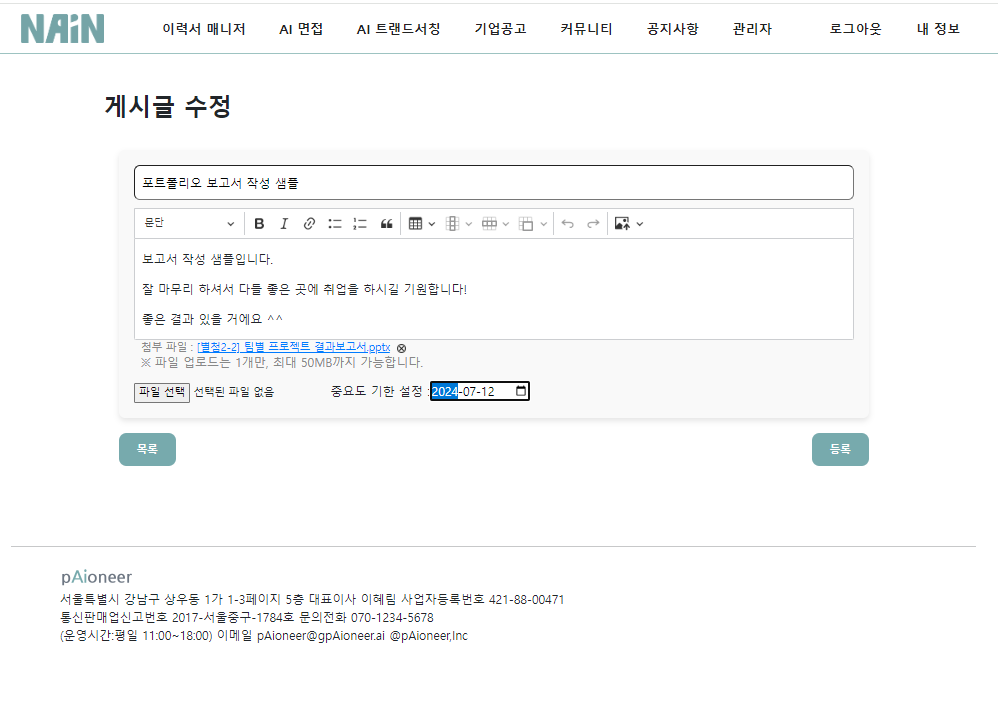 NAiN 이력서 매니저 AI 면접 AI 트랜드서칭 기업공고 커뮤니티 공지사항 관리자 로그아웃 내 정보
게시글 수정
포트폴리오 보고서 작성 샘플
문단 B I
보고서 작성 샘플입니다.
잘 마무리 하셔서 다들 좋은 곳에 취업을 하시길 기원합니다!
좋은 결과 있을 거에요 ^^
첨부 파일 : [별첨2-2] 팀별 프로젝트 결과보고서.pptx
※ 파일 업로드는 1개만, 최대 50MB까지 가능합니다.
파일 선택 선택된 파일 없음 중요도 기한 설정 : 2024-07-12
목록 등록
pAioneer
서울특별시 강남구 상우동 1가 1-3페이지 5층 대표이사 이혜림 사업자등록번호 421-88-00471
통신판매업신고번호 2017-서울중구-1784호 문의전화 070-1234-5678
(운영시간:평일 11:00~18:00) 이메일 pAioneer@gpAioneer.ai @pAioneer,Inc